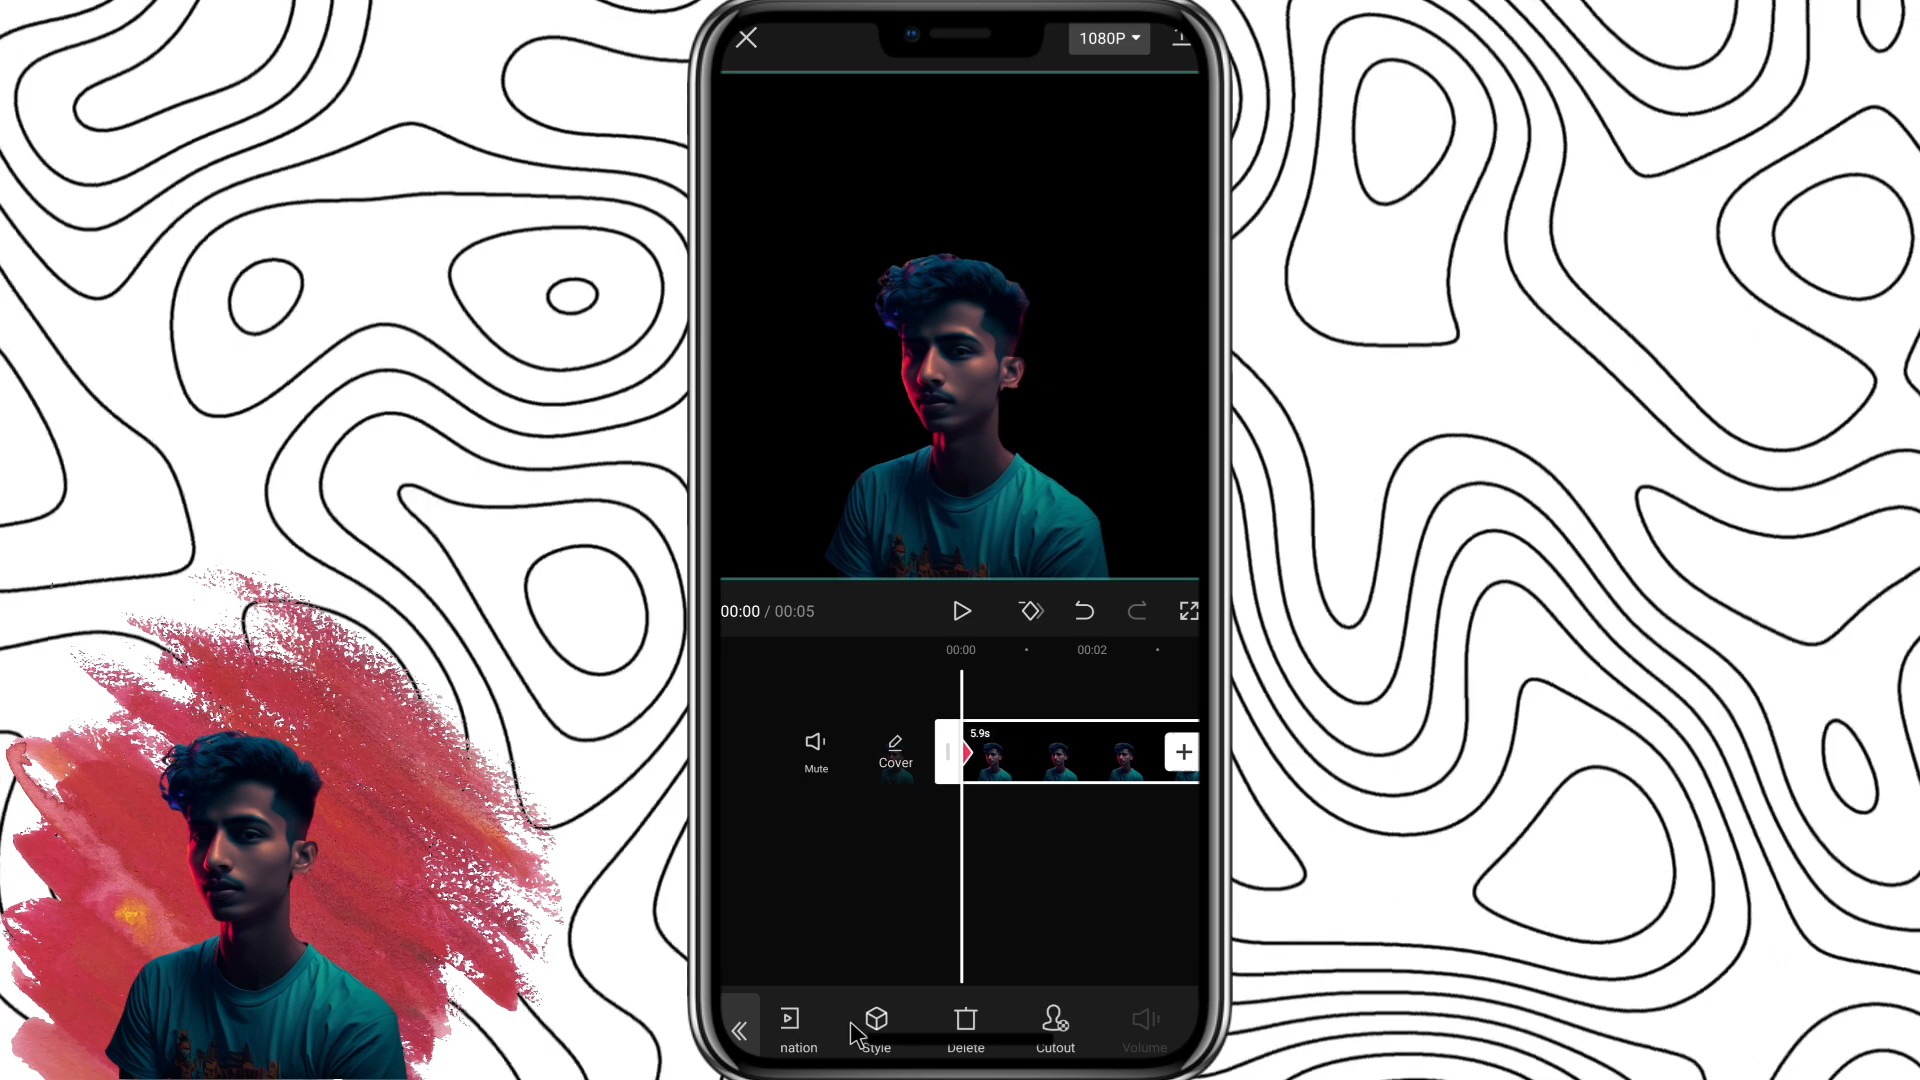 1080P
00:00 / 00:05
00:00
00:02
5.9s
Mute
Cover
nation
Style
Delete
Cutout
Volume